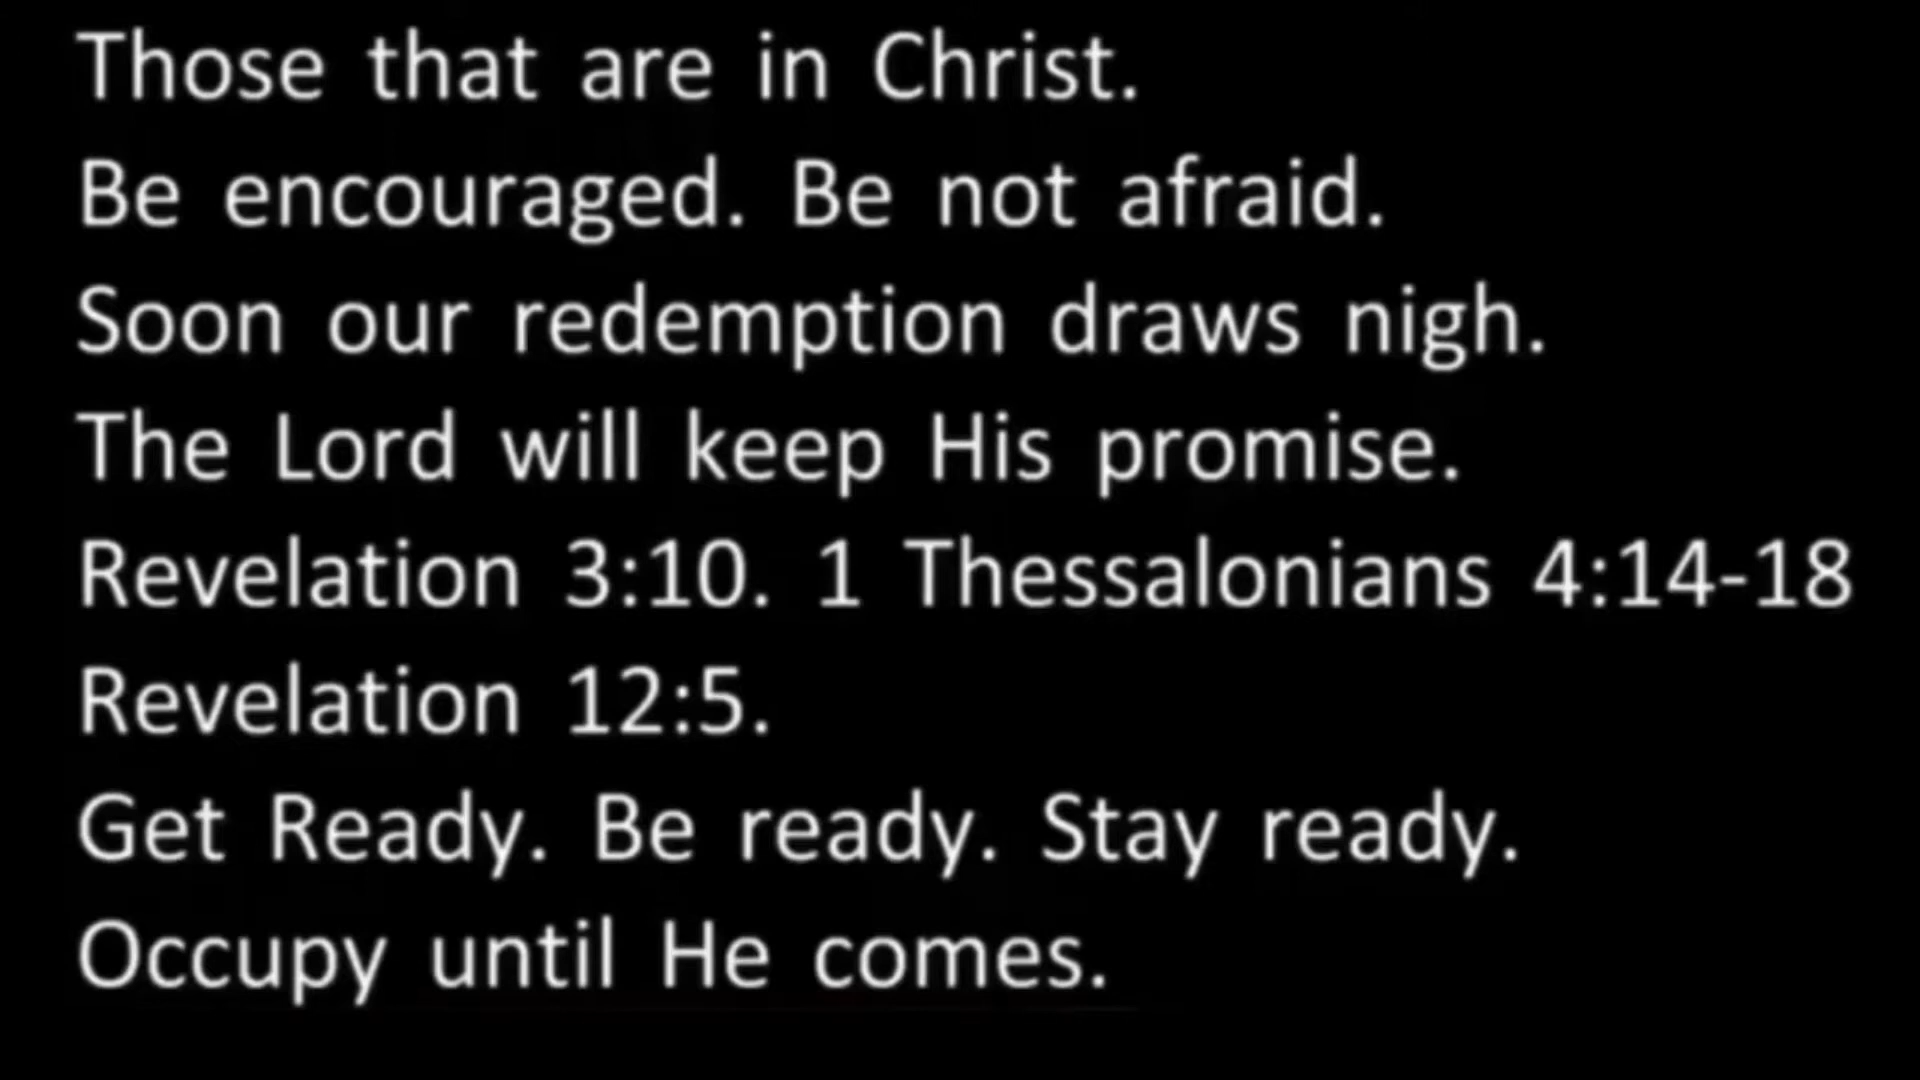 Those that are in Christ.
Be encouraged. Be not afraid.
Soon our redemption draws nigh.
The Lord will keep His promise.
Revelation 3:10. 1 Thessalonians 4:14-18
Revelation 12:5.
Get Ready. Be ready. Stay ready.
Occupy until He comes.